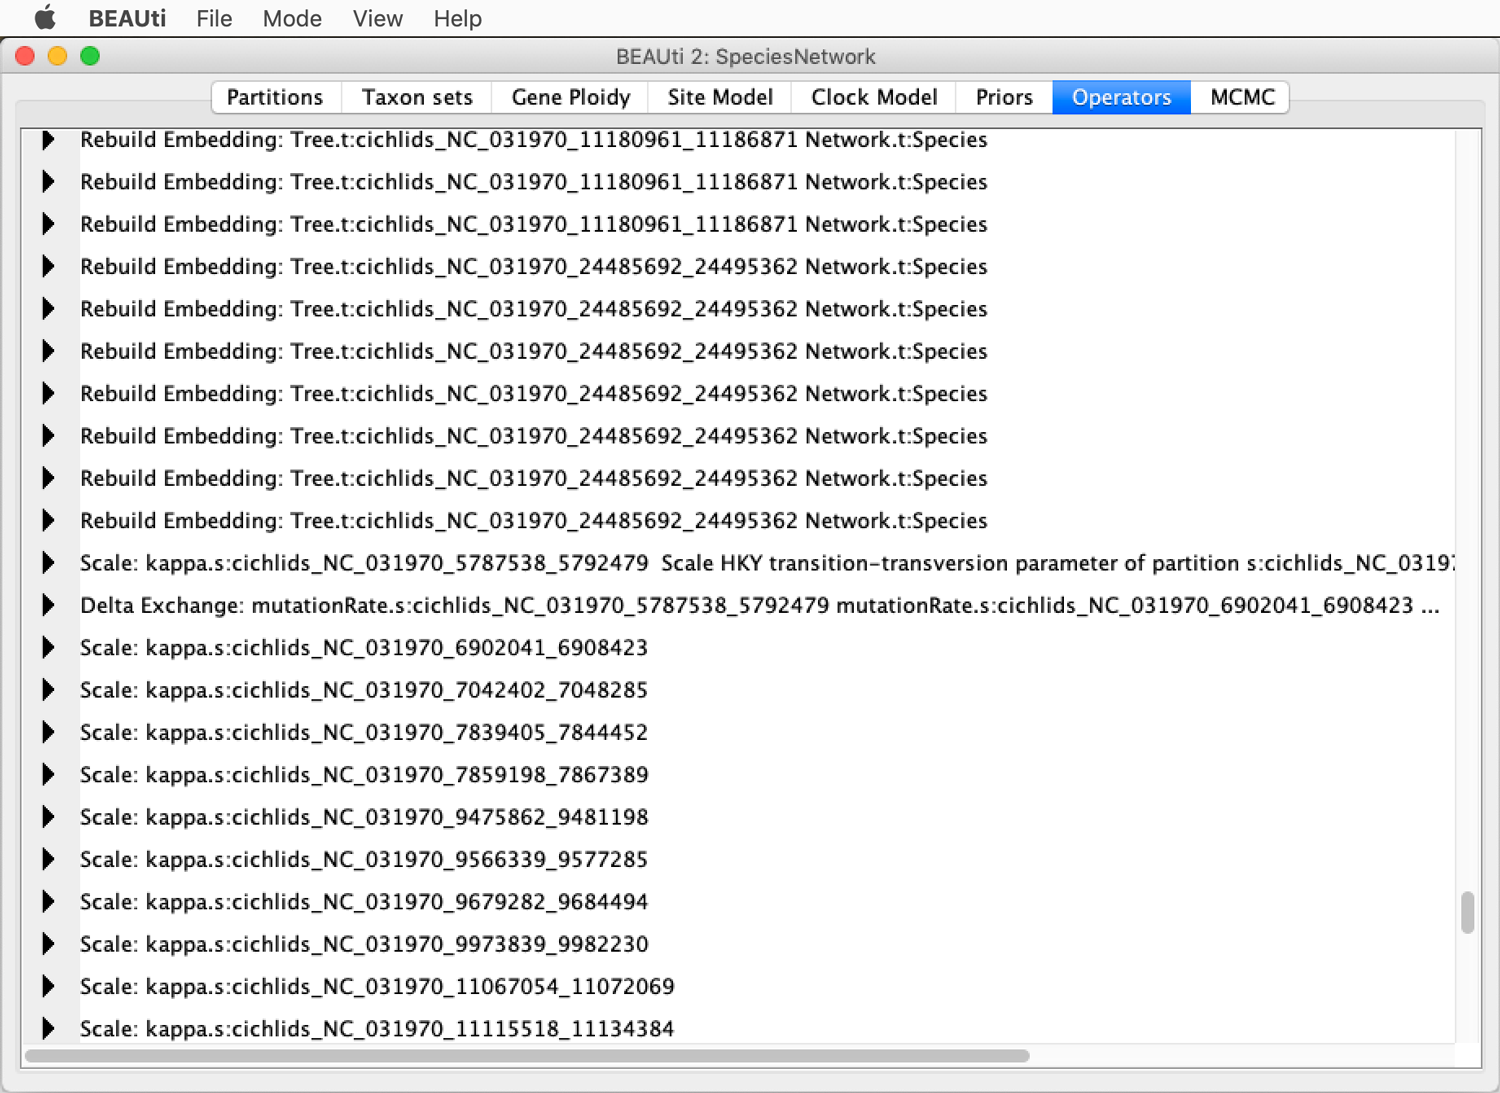 BEAUti File Mode View Help
BEAUti 2: SpeciesNetwork
Partitions Taxon sets Gene Ploidy Site Model Clock Model Priors Operators MCMC
Rebuild Embedding: Tree.t:cichlids_NC_031970_11180961_11186871 Network.t:Species
Rebuild Embedding: Tree.t:cichlids_NC_031970_11180961_11186871 Network.t:Species
Rebuild Embedding: Tree.t:cichlids_NC_031970_11180961_11186871 Network.t:Species
Rebuild Embedding: Tree.t:cichlids_NC_031970_24485692_24495362 Network.t:Species
Rebuild Embedding: Tree.t:cichlids_NC_031970_24485692_24495362 Network.t:Species
Rebuild Embedding: Tree.t:cichlids_NC_031970_24485692_24495362 Network.t:Species
Rebuild Embedding: Tree.t:cichlids_NC_031970_24485692_24495362 Network.t:Species
Rebuild Embedding: Tree.t:cichlids_NC_031970_24485692_24495362 Network.t:Species
Rebuild Embedding: Tree.t:cichlids_NC_031970_24485692_24495362 Network.t:Species
Rebuild Embedding: Tree.t:cichlids_NC_031970_24485692_24495362 Network.t:Species
Scale: kappa.s:cichlids_NC_031970_5787538_5792479 Scale HKY transition-transversion parameter of partition s:cichlids_NC_0319
Delta Exchange: mutationRate.s:cichlids_NC_031970_5787538_5792479 mutationRate.s:cichlids_NC_031970_6902041_6908423 ...
Scale: kappa.s:cichlids_NC_031970_6902041_6908423
Scale: kappa.s:cichlids_NC_031970_7042402_7048285
Scale: kappa.s:cichlids_NC_031970_7839405_7844452
Scale: kappa.s:cichlids_NC_031970_7859198_7867389
Scale: kappa.s:cichlids_NC_031970_9475862_9481198
Scale: kappa.s:cichlids_NC_031970_9566339_9577285
Scale: kappa.s:cichlids_NC_031970_9679282_9684494
Scale: kappa.s:cichlids_NC_031970_9973839_9982230
Scale: kappa.s:cichlids_NC_031970_11067054_11072069
Scale: kappa.s:cichlids_NC_031970_11115518_11134384